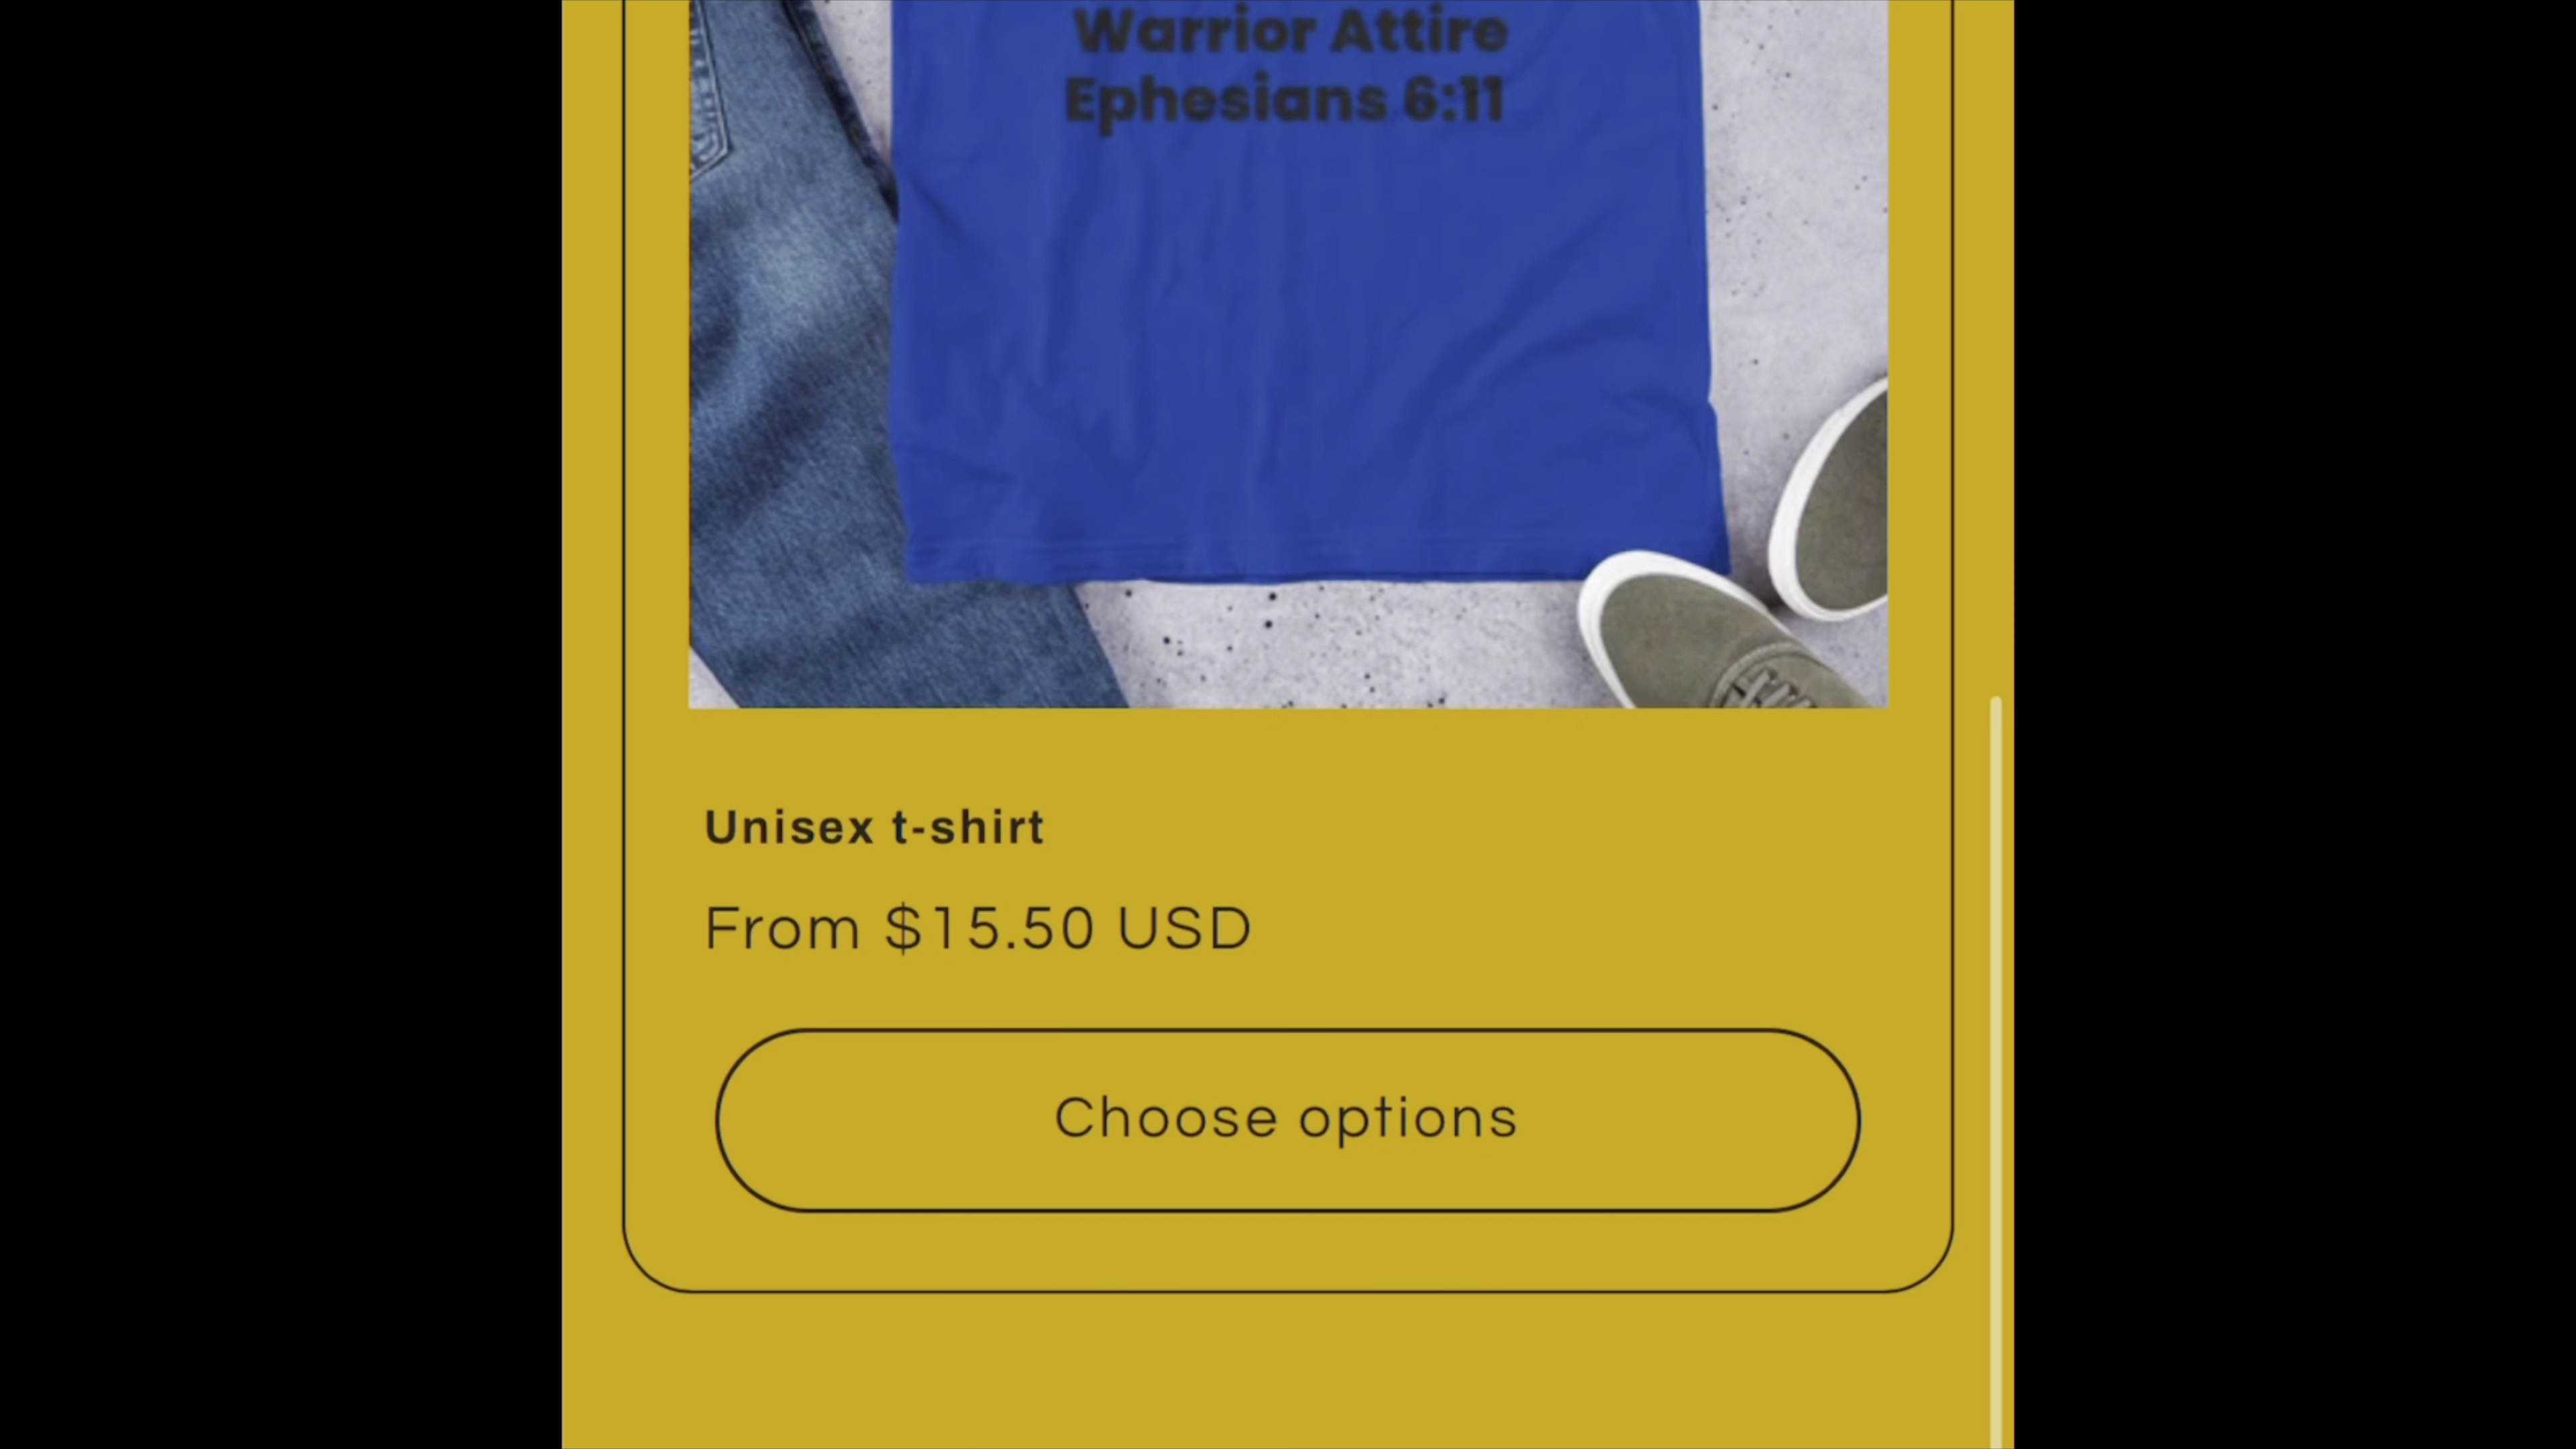 Warrior Attire
Ephesians 6:11
Unisex t-shirt
From $15.50 USD
Choose options